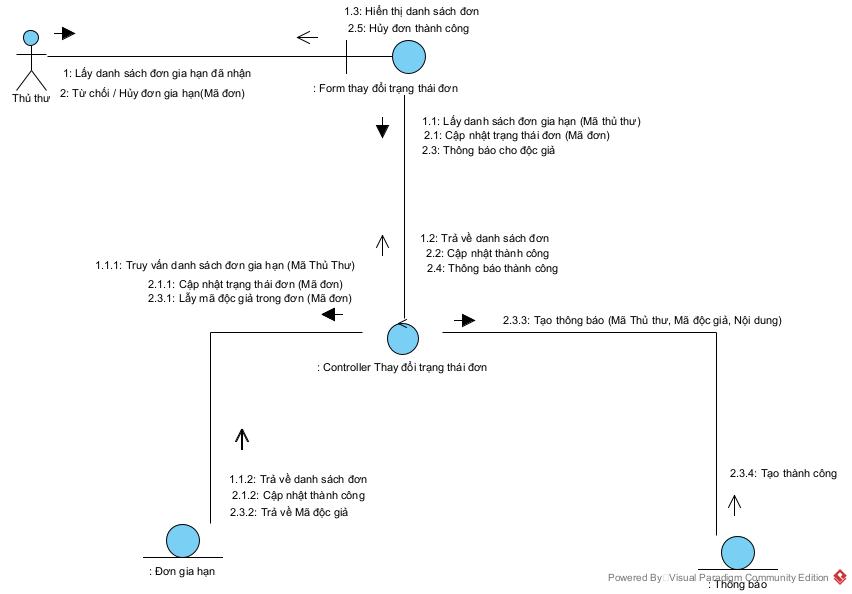 1.3: Hiển thị danh sách đơn
2.5: Hủy đơn thành công
1: Lấy danh sách đơn gia hạn đã nhận
2: Từ chối / Hủy đơn gia hạn(Mã đơn)
Thủ thư
: Form thay đổi trạng thái đơn
1.1: Lấy danh sách đơn gia hạn (Mã thủ thư)
2.1: Cập nhật trạng thái đơn (Mã đơn)
2.3: Thông báo cho độc giả
1.2: Trả về danh sách đơn
2.2: Cập nhật thành công
2.4: Thông báo thành công
1.1.1: Truy vấn danh sách đơn gia hạn (Mã Thủ Thư)
2.1.1: Cập nhật trạng thái đơn (Mã đơn)
2.3.1: Lẫy mã độc giả trong đơn (Mã đơn)
2.3.3: Tạo thông báo (Mã Thủ thư, Mã độc giả, Nội dung)
: Controller Thay đổi trạng thái đơn
1.1.2: Trả về danh sách đơn
2.1.2: Cập nhật thành công
2.3.2: Trả về Mã độc giả
2.3.4: Tạo thành công
: Đơn gia hạn
: Thông báo
Powered By Visual Paradigm Community Edition